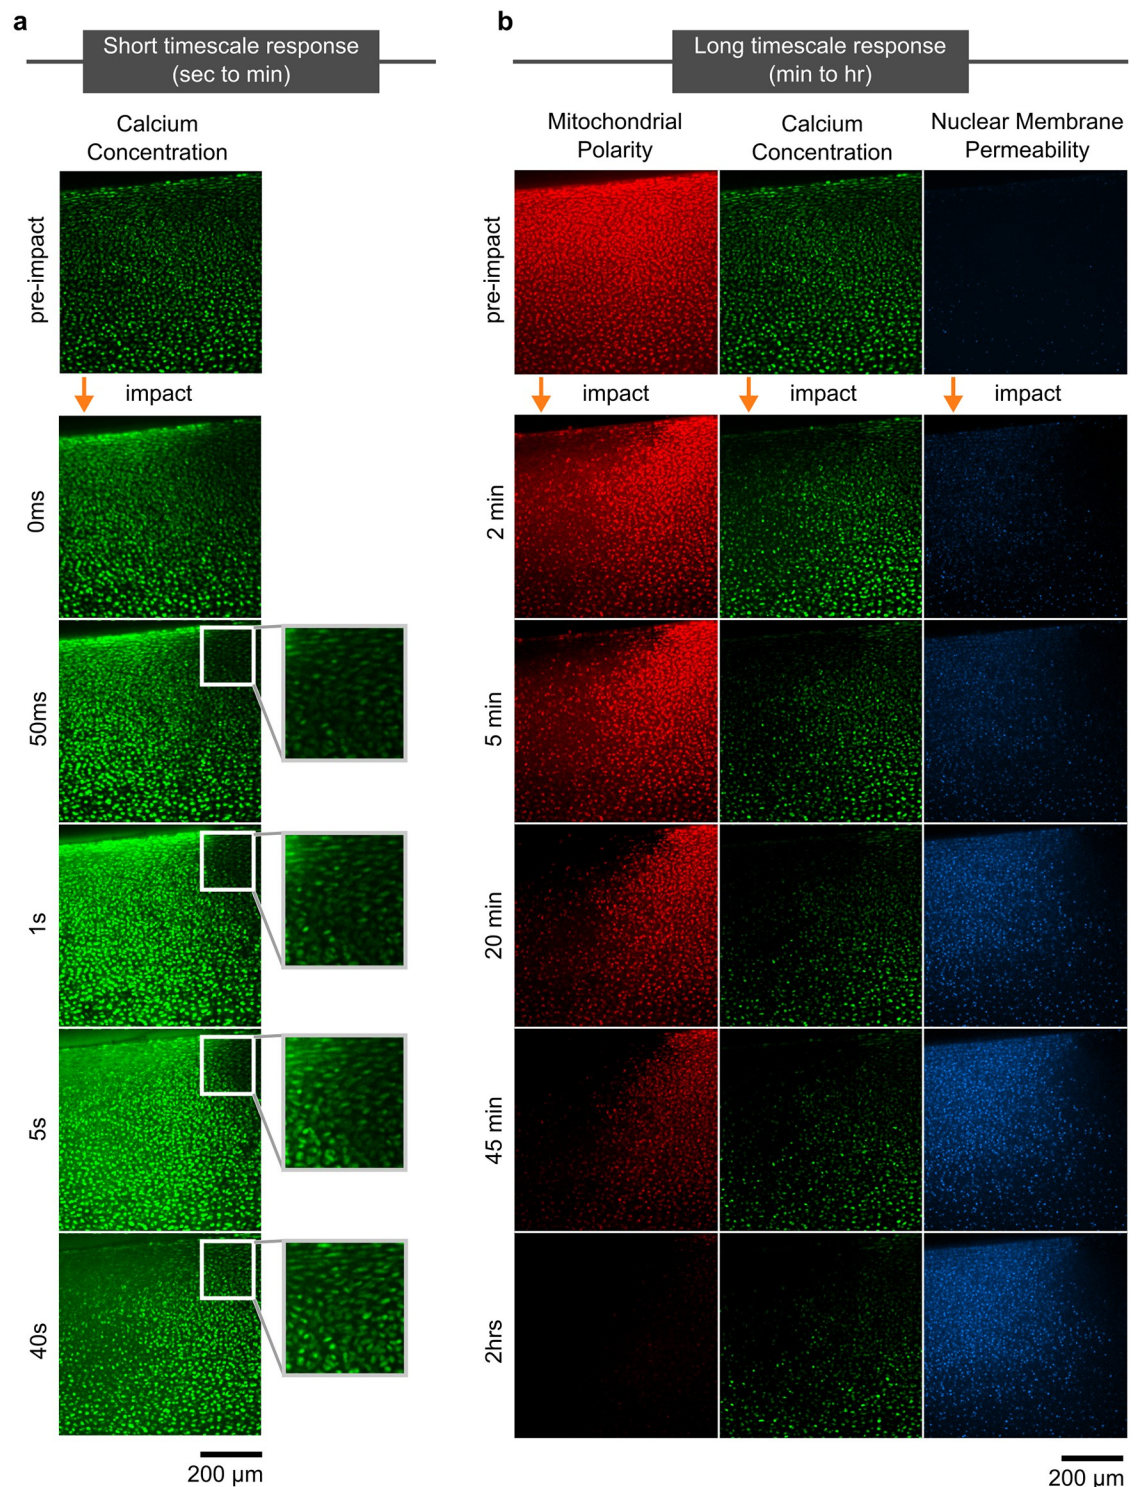 a
Short timescale response
(sec to min)
Calcium
Concentration
pre-impact
impact
0ms
50ms
1s
5s
40s
200 µm
b
Long timescale response
(min to hr)
Mitochondrial
Polarity
Calcium
Concentration
Nuclear Membrane
Permeability
pre-impact
impact
impact
impact
2 min
5 min
20 min
45 min
2hrs
200 µm